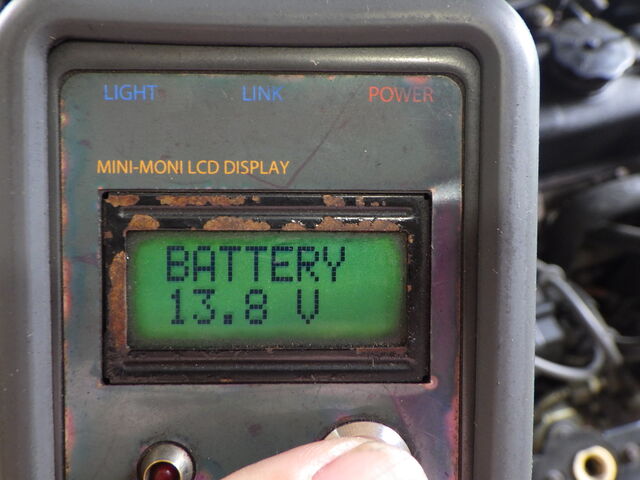 LIGHT LINK POWER
MINI-MONI LCD DISPLAY
BATTERY
13.8 V